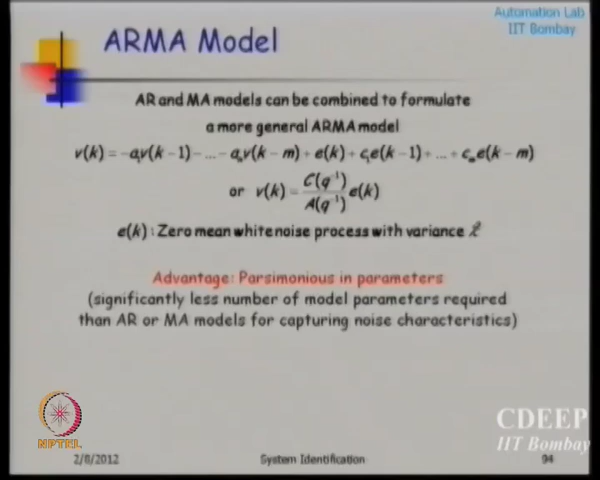 Automation Lab
IIT Bombay
ARMA Model
AR and MA models can be combined to formulate
a more general ARMA model
v(k) = -a₁v(k-1) - ... - aₘv(k-m) + e(k) + c₁e(k-1) + ... + cₘe(k-m)
or v(k) = C(q⁻¹)/A(q⁻¹) e(k)
e(k) : Zero mean white noise process with variance λ²
Advantage: Parsimonious in parameters
(significantly less number of model parameters required
than AR or MA models for capturing noise characteristics)
NPTEL
CDEEP
IIT Bombay
2/8/2012 System Identification 94